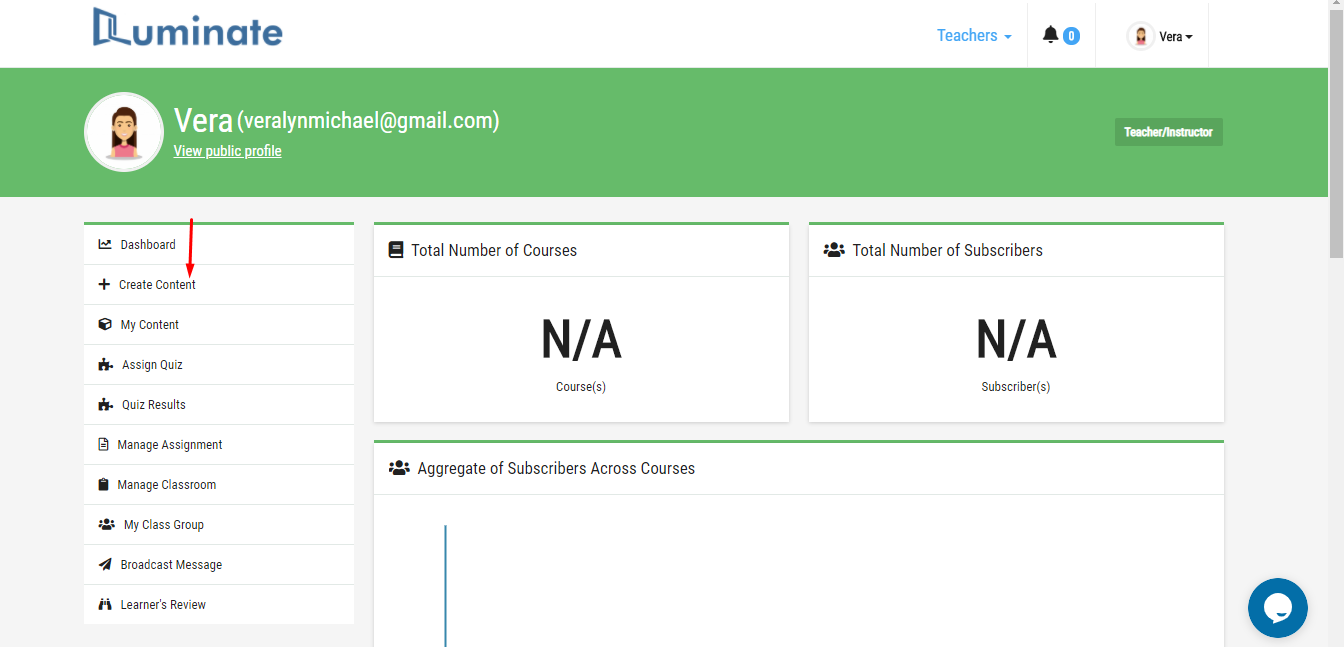 Luminate
Teachers
0
Vera
Vera (veralynmichael@gmail.com)
View public profile
Teacher/Instructor
Dashboard
Create Content
My Content
Assign Quiz
Quiz Results
Manage Assignment
Manage Classroom
My Class Group
Broadcast Message
Learner's Review
Total Number of Courses
N/A
Course(s)
Total Number of Subscribers
N/A
Subscriber(s)
Aggregate of Subscribers Across Courses